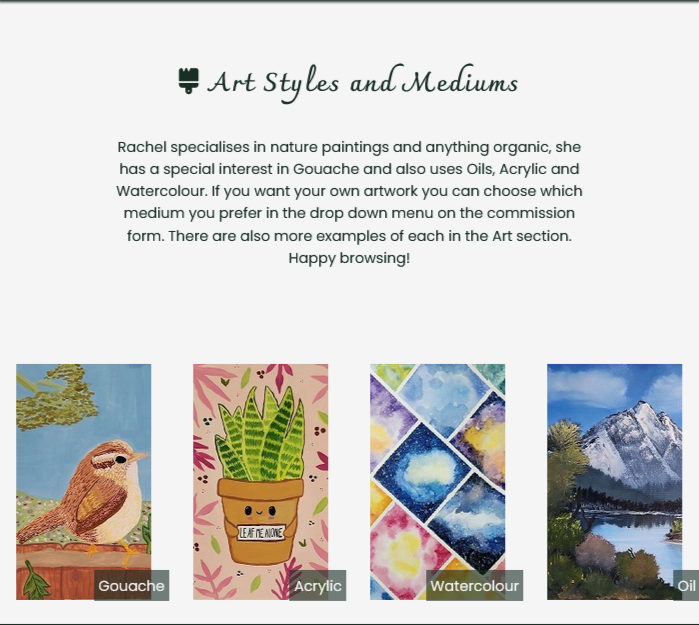 Art Styles and Mediums
Rachel specialises in nature paintings and anything organic, she
has a special interest in Gouache and also uses Oils, Acrylic and
Watercolour. If you want your own artwork you can choose which
medium you prefer in the drop down menu on the commission
form. There are also more examples of each in the Art section.
Happy browsing!
LEAF ME ALONE
Gouache
Acrylic
Watercolour
Oil